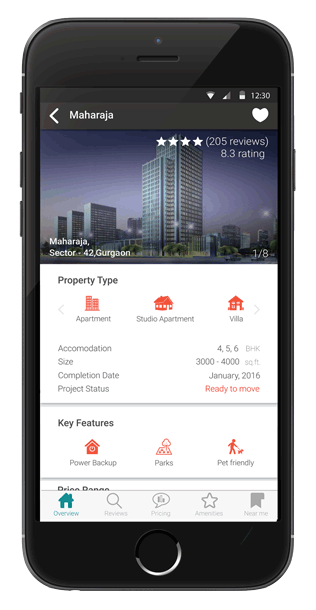 12:30
Maharaja
(205 reviews)
8.3 rating
Maharaja,
Sector - 42,Gurgaon
1/8
Property Type
Apartment
Studio Apartment
Villa
Accomodation 4, 5, 6 BHK
Size 3000 - 4000 sq.ft
Completion Date January, 2016
Project Status Ready to move
Key Features
Power Backup
Parks
Pet friendly
Price Range
Overview
Reviews
Pricing
Amenities
Near me